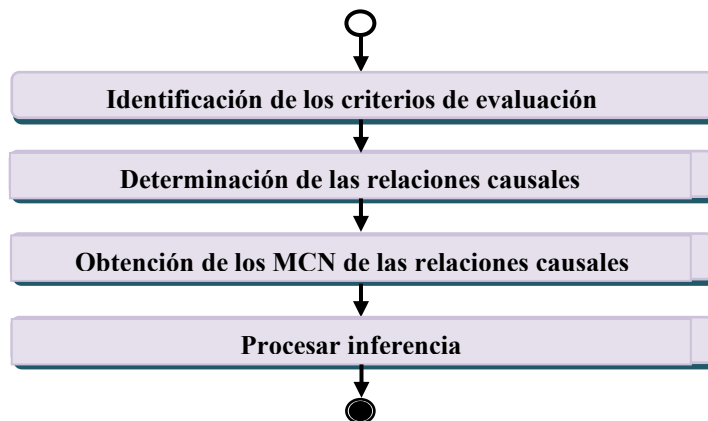 Identificación de los criterios de evaluación
Determinación de las relaciones causales
Obtención de los MCN de las relaciones causales
Procesar inferencia